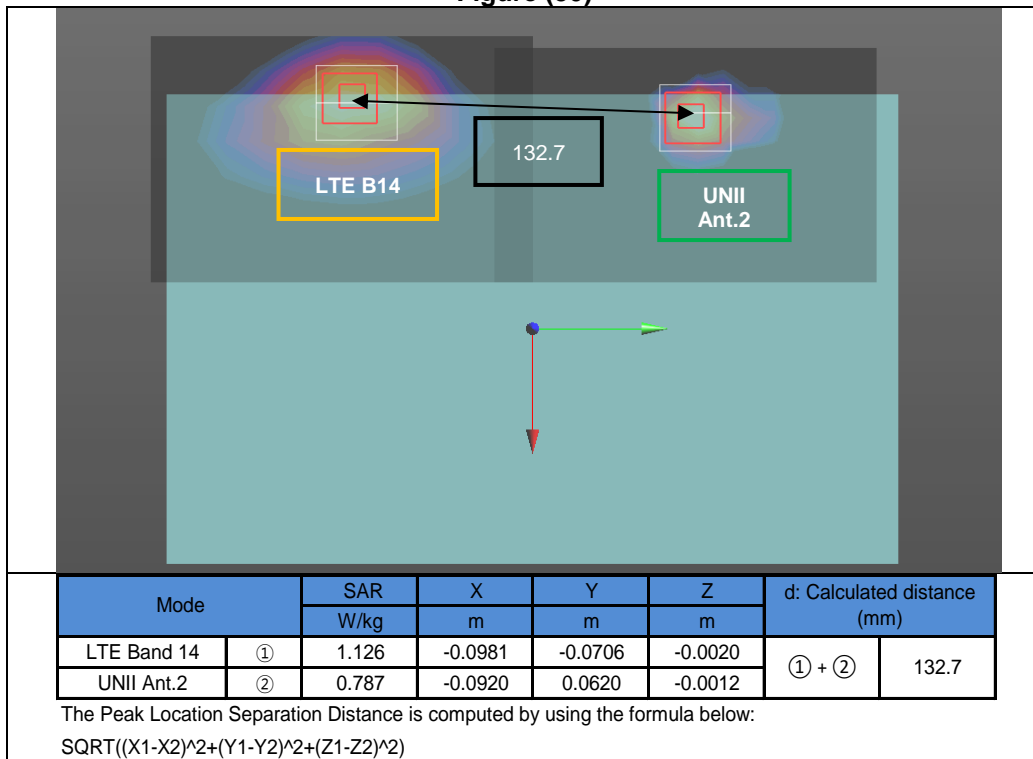 132.7
LTE B14
UNII
Ant.2
Mode SAR X Y Z d: Calculated distance (mm)
W/kg m m m
LTE Band 14 ① 1.126 -0.0981 -0.0706 -0.0020 ① + ② 132.7
UNII Ant.2 ② 0.787 -0.0920 0.0620 -0.0012
The Peak Location Separation Distance is computed by using the formula below:
SQRT((X1-X2)^2+(Y1-Y2)^2+(Z1-Z2)^2)